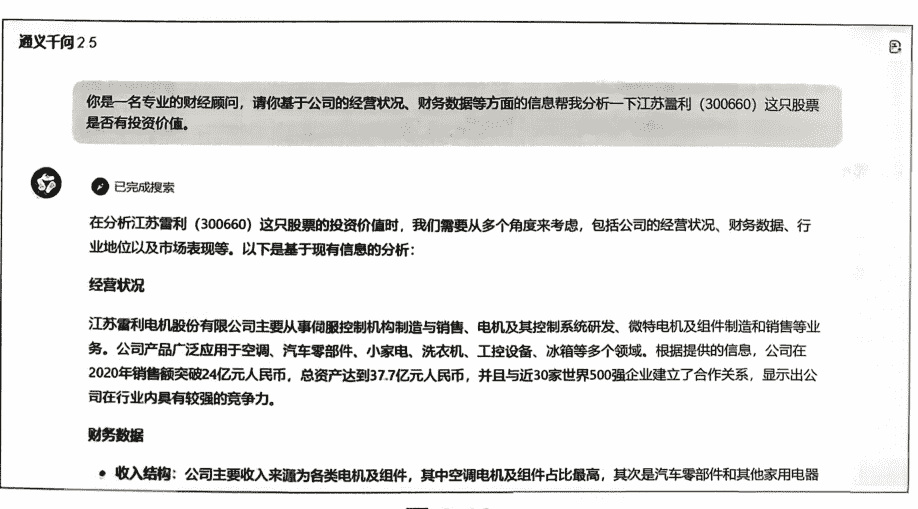 通义千问 2 5
你是一名专业的财经顾问，请你基于公司的经营状况、财务数据等方面的信息帮我分析一下江苏雷利（300660）这只股票
是否有投资价值。
已完成搜索
在分析江苏雷利（300660）这只股票的投资价值时，我们需要从多个角度来考虑，包括公司的经营状况、财务数据、行
业地位以及市场表现等。以下是基于现有信息的分析：
经营状况
江苏雷利电机股份有限公司主要从事伺服控制机构制造与销售、电机及其控制系统研发、微特电机及组件制造和销售等业
务。公司产品广泛应用于空调、汽车零部件、小家电、洗衣机、工控设备、冰箱等多个领域。根据提供的信息，公司在
2020年销售额突破24亿元人民币，总资产达到37.7亿元人民币，并且与近30家世界500强企业建立了合作关系，显示出公
司在行业内具有较强的竞争力。
财务数据
• 收入结构：公司主要收入来源为各类电机及组件，其中空调电机及组件占比最高，其次是汽车零部件和其他家用电器